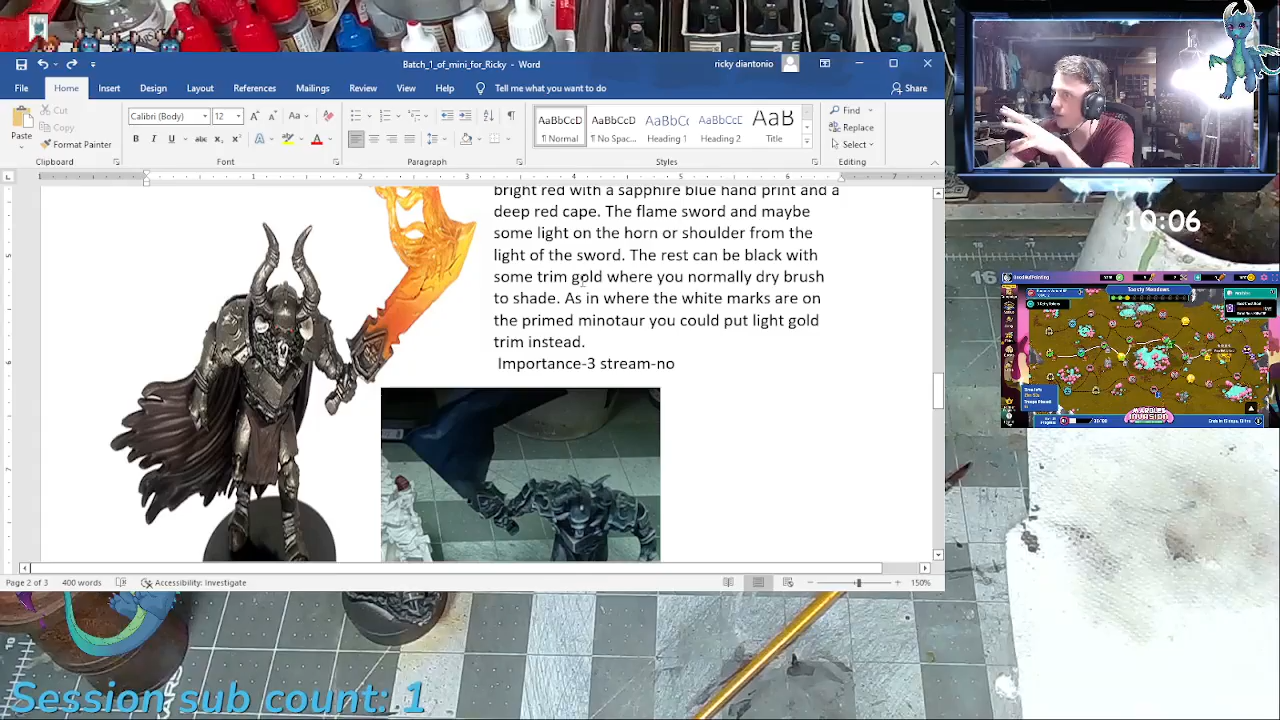 Batch_1_of_mini_for_Ricky - Word
ricky diantonio
File Home Insert Design Layout References Mailings Review View Help Tell me what you want to do
Share
Paste
Cut
Copy
Format Painter
Clipboard
Calibri (Body) 12
Font
Paragraph
AaBbCcD AaBbCcD AaBbCc AaBbCcD AaB
¶ Normal ¶ No Spac... Heading 1 Heading 2 Title
Styles
Find
Replace
Select
Editing
bright red with a sapphire blue hand print and a
deep red cape. The flame sword and maybe
some light on the horn or shoulder from the
light of the sword. The rest can be black with
some trim gold where you normally dry brush
to shade. As in where the white marks are on
the primed minotaur you could put light gold
trim instead.
Importance-3 stream-no
Page 2 of 3 400 words Accessibility: Investigate
150%
10:06
16
Toasty Meadows
MARBLES
INVASION
Session sub count: 1